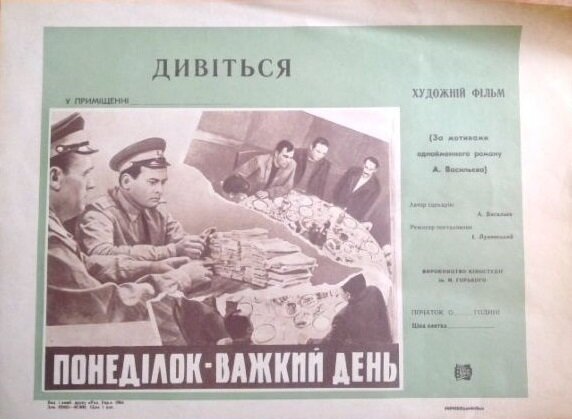 ДИВІТЬСЯ
У ПРИМІЩЕННІ
ХУДОЖНІЙ ФІЛЬМ
(За мотивами
однойменного роману
А. Васильєва)
Автор сценарію
А. Васильєв
Режисер-постановник
І. Лукинський
ВИРОБНИЦТВО КІНОСТУДІЇ
ім. М. ГОРЬКОГО
ПОЧАТОК О ГОДИНІ
Ціна квитка
ПОНЕДІЛОК-ВАЖКИЙ ДЕНЬ